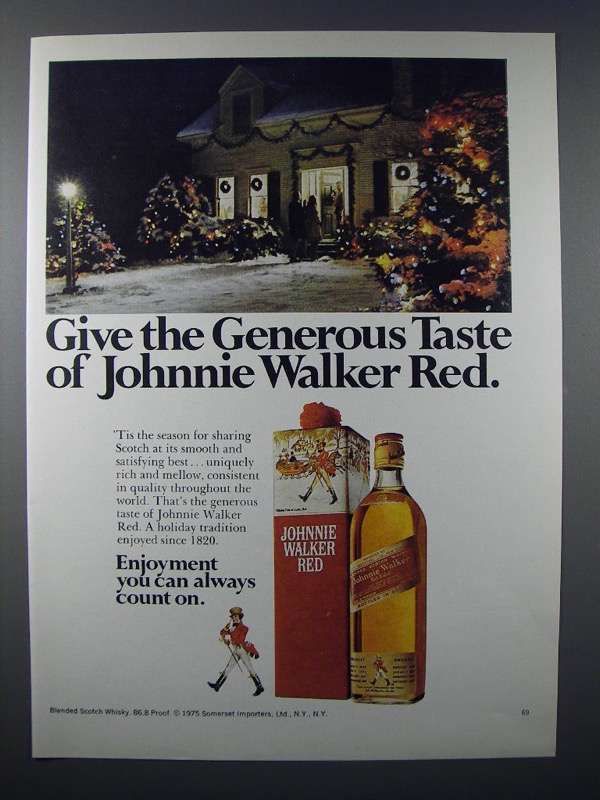 Give the Generous Taste
of Johnnie Walker Red.
'Tis the season for sharing
Scotch at its smooth and
satisfying best... uniquely
rich and mellow, consistent
in quality throughout the
world. That's the generous
taste of Johnnie Walker
Red. A holiday tradition
enjoyed since 1820.
Enjoyment
you can always
count on.
JOHNNIE
WALKER
RED
Johnnie Walker
Blended Scotch Whisky. 86.8 Proof. © 1975 Somerset Importers, Ltd., N.Y., N.Y.
69